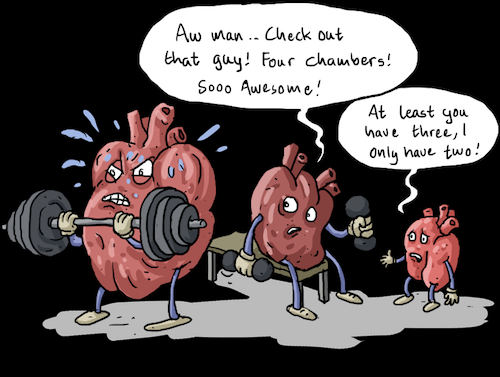 Aw man.. Check out
that guy! Four chambers!
Sooo Awesome!
At least you
have three, I
only have two!